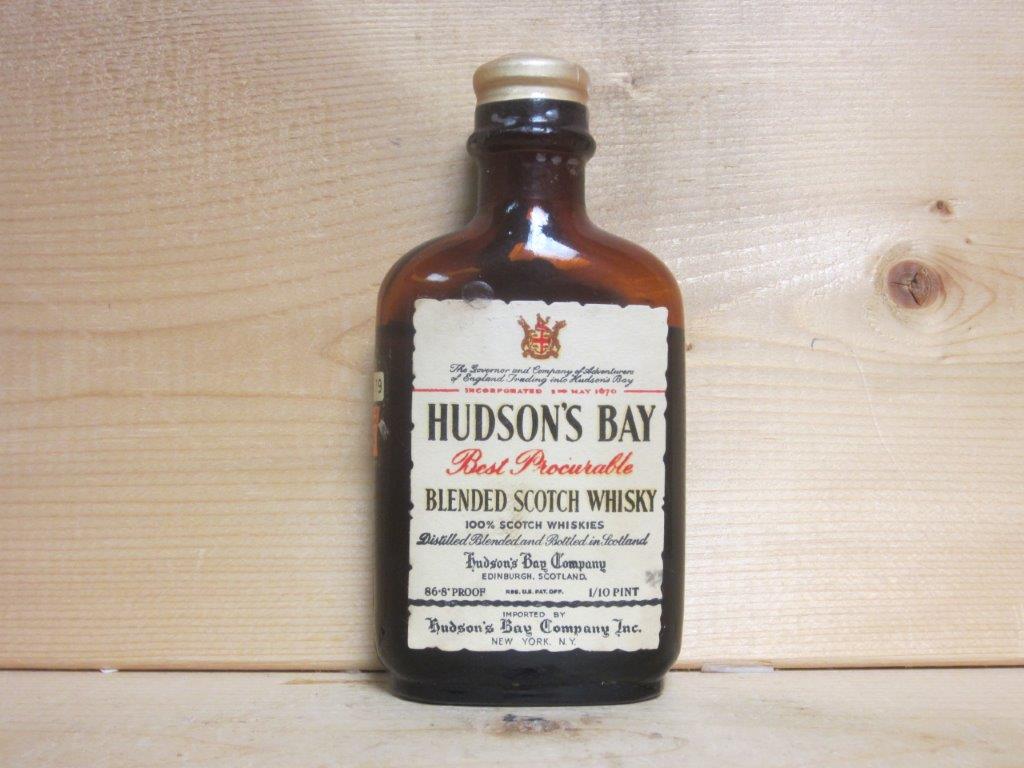 The Governor and Company of Adventurers
of England Trading into Hudson's Bay
INCORPORATED 2ND MAY 1670
HUDSON'S BAY
Best Procurable
BLENDED SCOTCH WHISKY
100% SCOTCH WHISKIES
Distilled Blended and Bottled in Scotland
Hudson's Bay Company
EDINBURGH, SCOTLAND.
86·8° PROOF REG. U.S. PAT. OFF. 1/10 PINT
IMPORTED BY
Hudson's Bay Company Inc.
NEW YORK. N.Y.